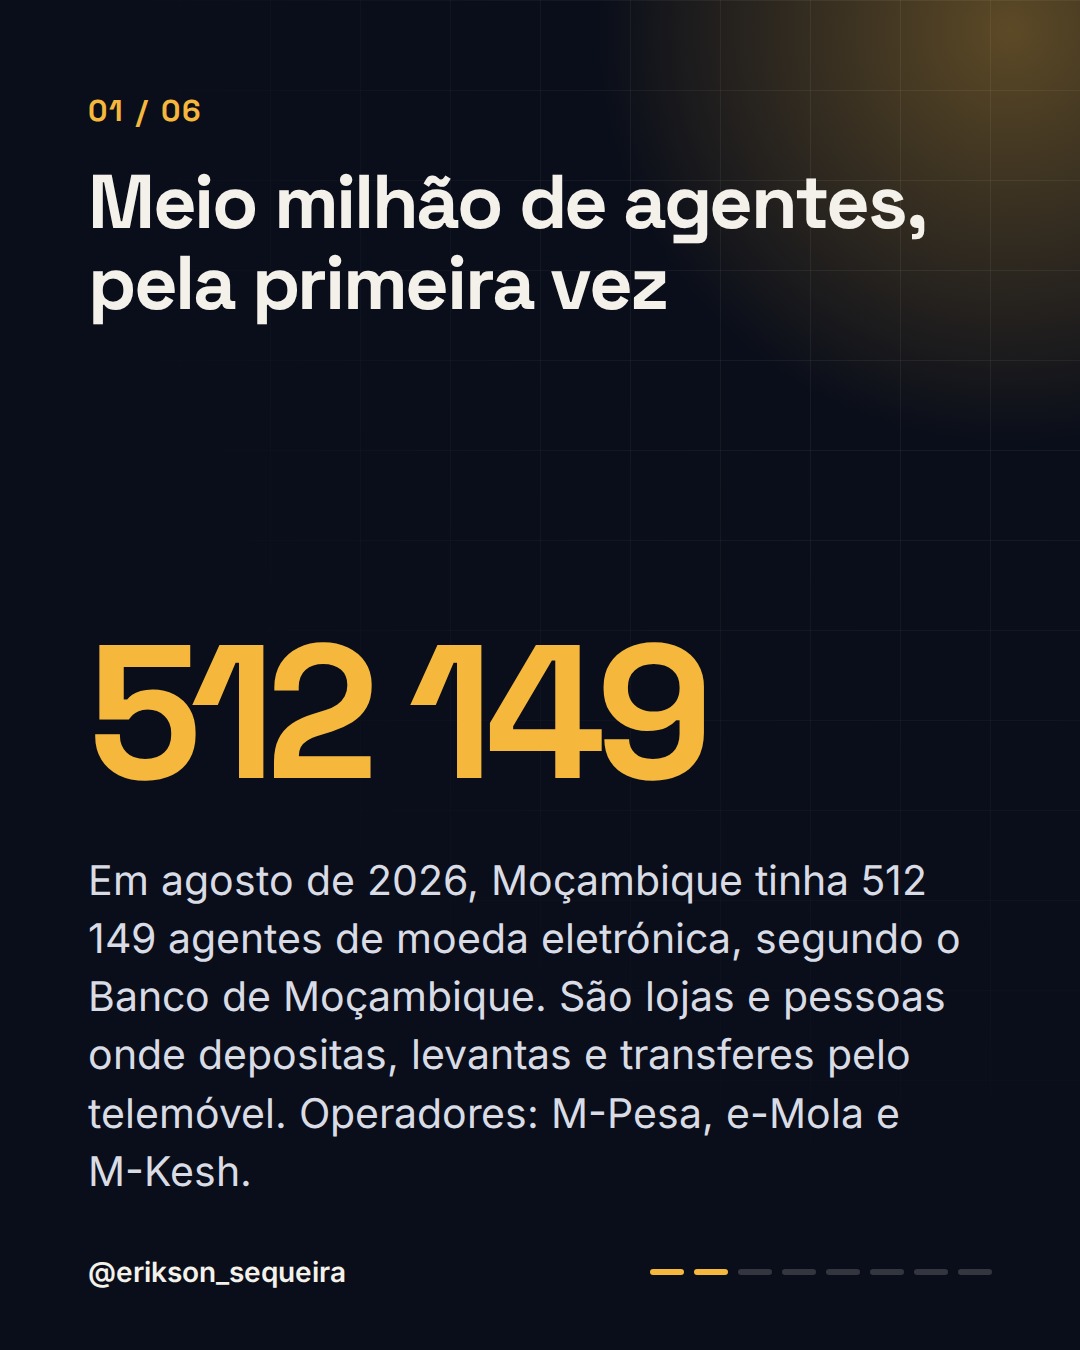 01 / 06
Meio milhão de agentes,
pela primeira vez
512 149
Em agosto de 2026, Moçambique tinha 512
149 agentes de moeda eletrónica, segundo o
Banco de Moçambique. São lojas e pessoas
onde depositas, levantas e transferes pelo
telemóvel. Operadores: M-Pesa, e-Mola e
M-Kesh.
@erikson_sequeira